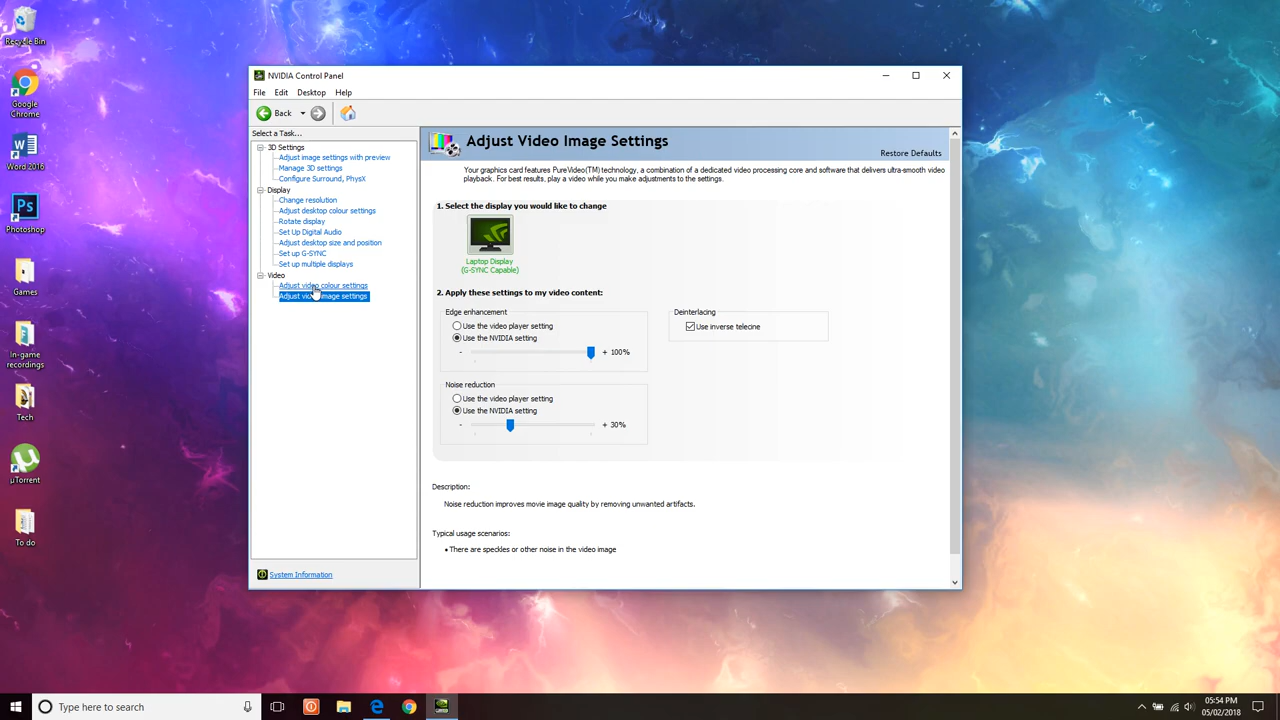 Recycle Bin
Google
Chrome
Word 2016
Photoshop
Games
In-game
recordings
Tech
µTorrent
To do
NVIDIA Control Panel
File Edit Desktop Help
Back
Select a Task...
3D Settings
Adjust image settings with preview
Manage 3D settings
Configure Surround, PhysX
Display
Change resolution
Adjust desktop colour settings
Rotate display
Set Up Digital Audio
Adjust desktop size and position
Set up G-SYNC
Set up multiple displays
Video
Adjust video colour settings
Adjust video image settings
System Information
Adjust Video Image Settings
Restore Defaults
Your graphics card features PureVideo(TM) technology, a combination of a dedicated video processing core and software that delivers ultra-smooth video
playback. For best results, play a video while you make adjustments to the settings.
1. Select the display you would like to change
Laptop Display
(G-SYNC Capable)
2. Apply these settings to my video content:
Edge enhancement
Use the video player setting
Use the NVIDIA setting
- + 100%
Noise reduction
Use the video player setting
Use the NVIDIA setting
- + 30%
Deinterlacing
Use inverse telecine
Description:
Noise reduction improves movie image quality by removing unwanted artifacts.
Typical usage scenarios:
• There are speckles or other noise in the video image
Type here to search
05:54 PM
05/02/2018